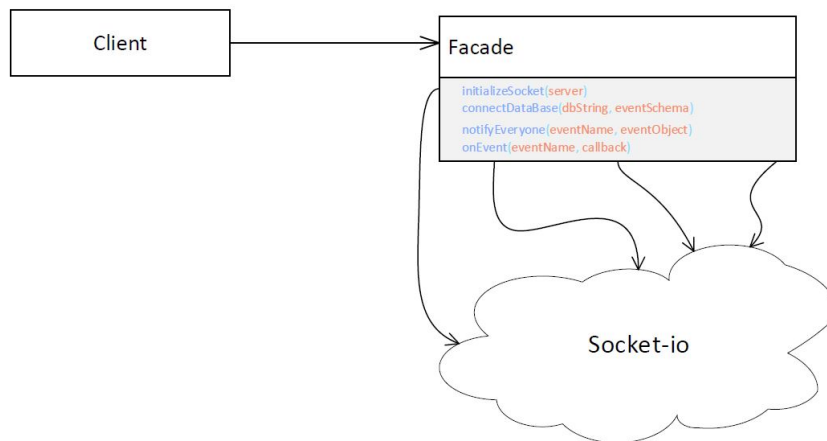 Client
Facade
initializeSocket(server)
connectDataBase(dbString, eventSchema)
notifyEveryone(eventName, eventObject)
onEvent(eventName, callback)
Socket-io